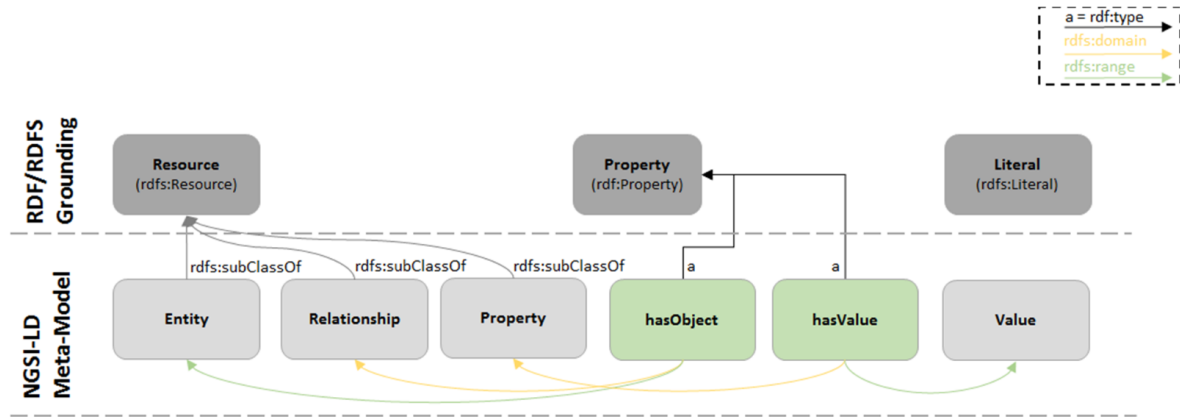 a = rdf:type
rdfs:domain
rdfs:range
RDF/RDFS
Grounding
Resource
(rdfs:Resource)
Property
(rdf:Property)
Literal
(rdfs:Literal)
rdfs:subClassOf
rdfs:subClassOf
rdfs:subClassOf
a
a
NGSI-LD
Meta-Model
Entity
Relationship
Property
hasObject
hasValue
Value